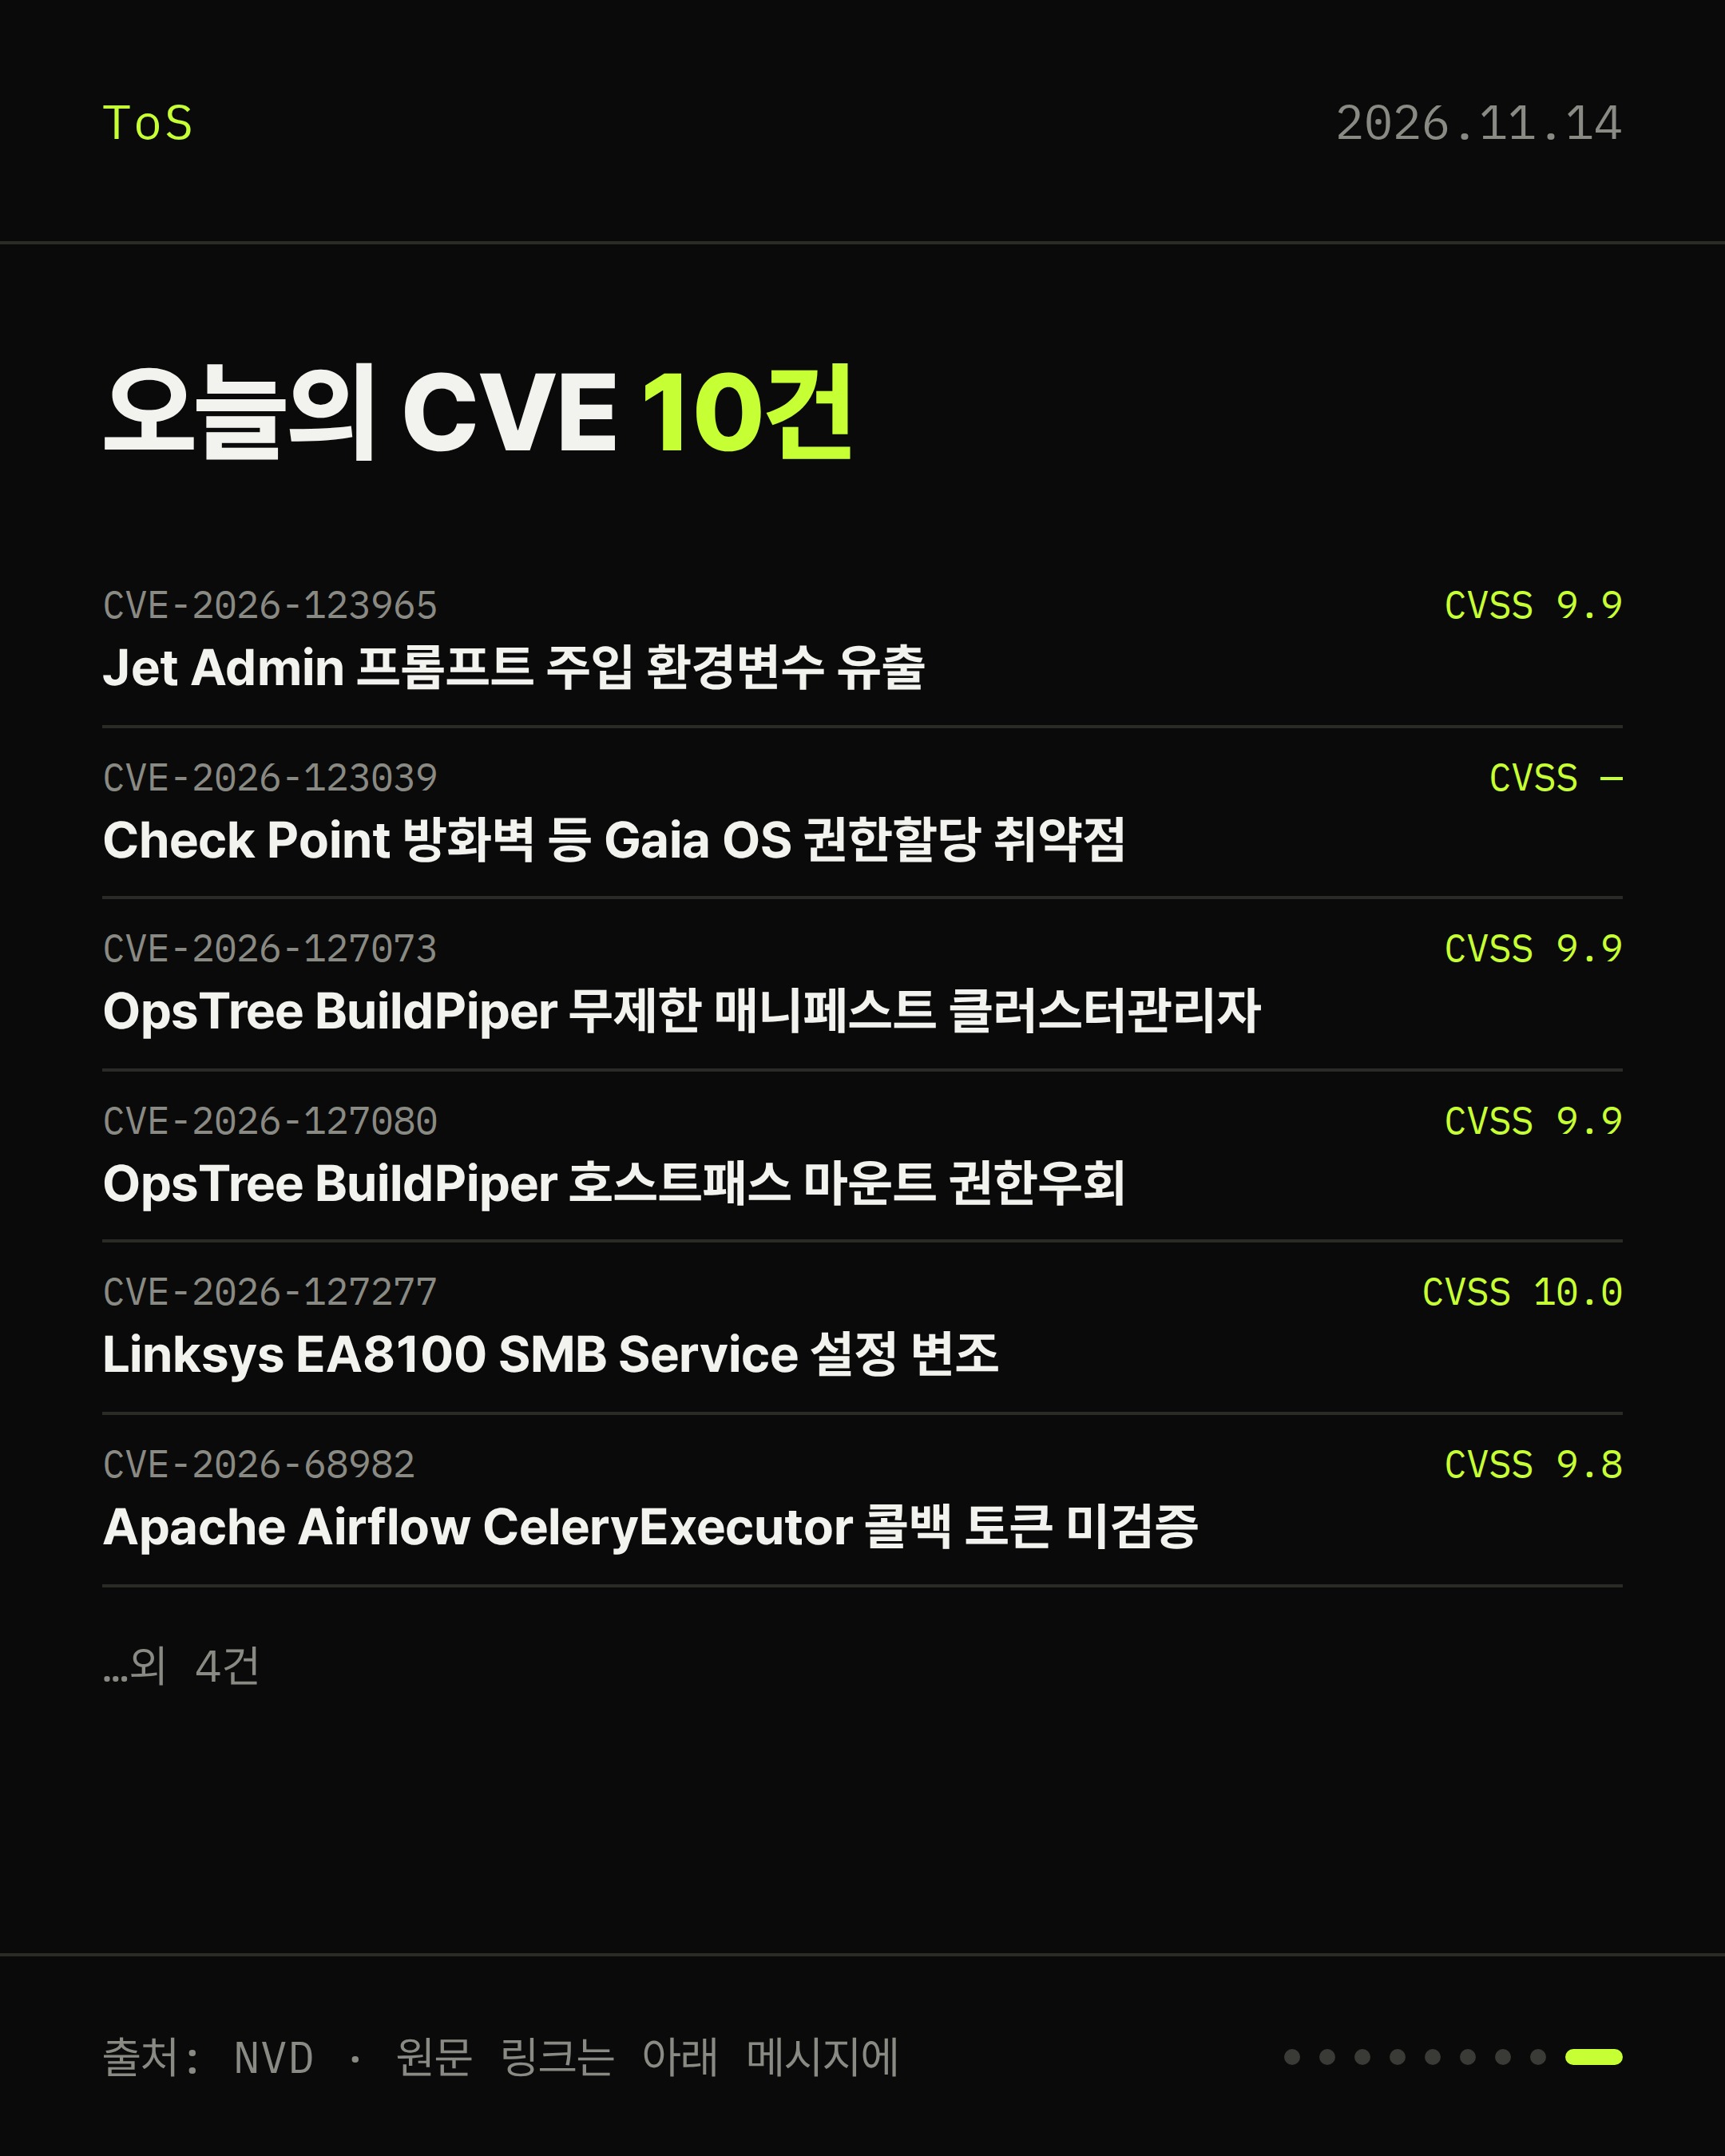 ToS
2026.11.14
오늘의 CVE 10건
CVE-2026-123965
CVSS 9.9
Jet Admin 프롬프트 주입 환경변수 유출
CVE-2026-123039
CVSS —
Check Point 방화벽 등 Gaia OS 권한할당 취약점
CVE-2026-127073
CVSS 9.9
OpsTree BuildPiper 무제한 매니페스트 클러스터관리자
CVE-2026-127080
CVSS 9.9
OpsTree BuildPiper 호스트패스 마운트 권한우회
CVE-2026-127277
CVSS 10.0
Linksys EA8100 SMB Service 설정 변조
CVE-2026-68982
CVSS 9.8
Apache Airflow CeleryExecutor 콜백 토큰 미검증
…외 4건
출처: NVD · 원문 링크는 아래 메시지에